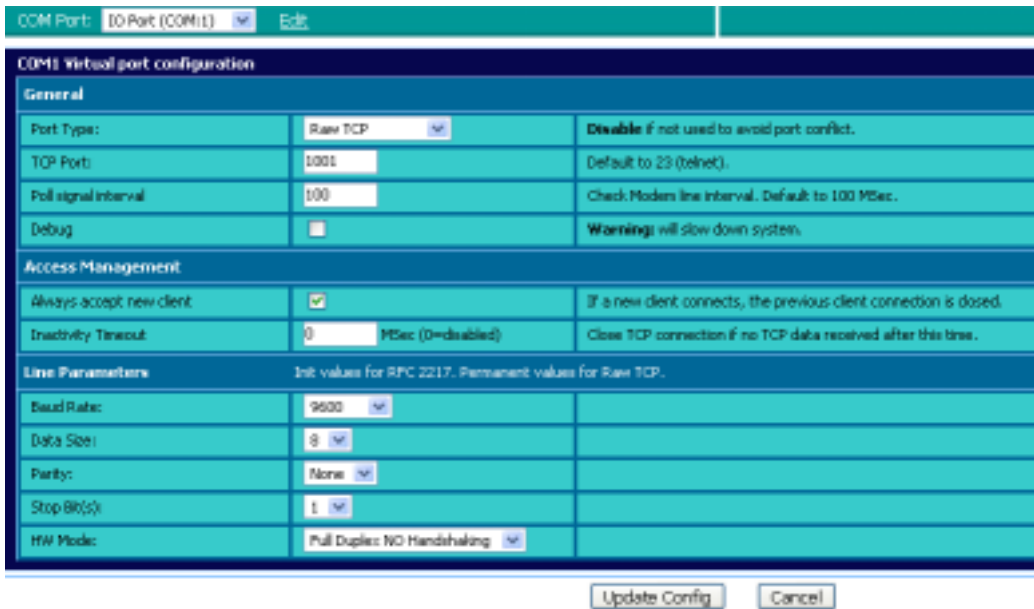 COM Port: IO Port (COM:1) Edit
COM1 Virtual port configuration
General
Port Type: Raw TCP Disable if not used to avoid port conflict.
TCP Port: 1001 Default to 23 (telnet).
Poll signal interval 100 Check Modem line interval. Default to 100 MSec.
Debug Warning: will slow down system.
Access Management
Always accept new client If a new client connects, the previous client connection is closed.
Inactivity Timeout 0 MSec (0=disabled) Close TCP connection if no TCP data received after this time.
Line Parameters Init values for RFC 2217. Permanent values for Raw TCP.
Baud Rate: 9600
Data Size: 8
Parity: None
Stop Bit(s): 1
HW Mode: Full Duplex NO Handshaking
Update Config Cancel